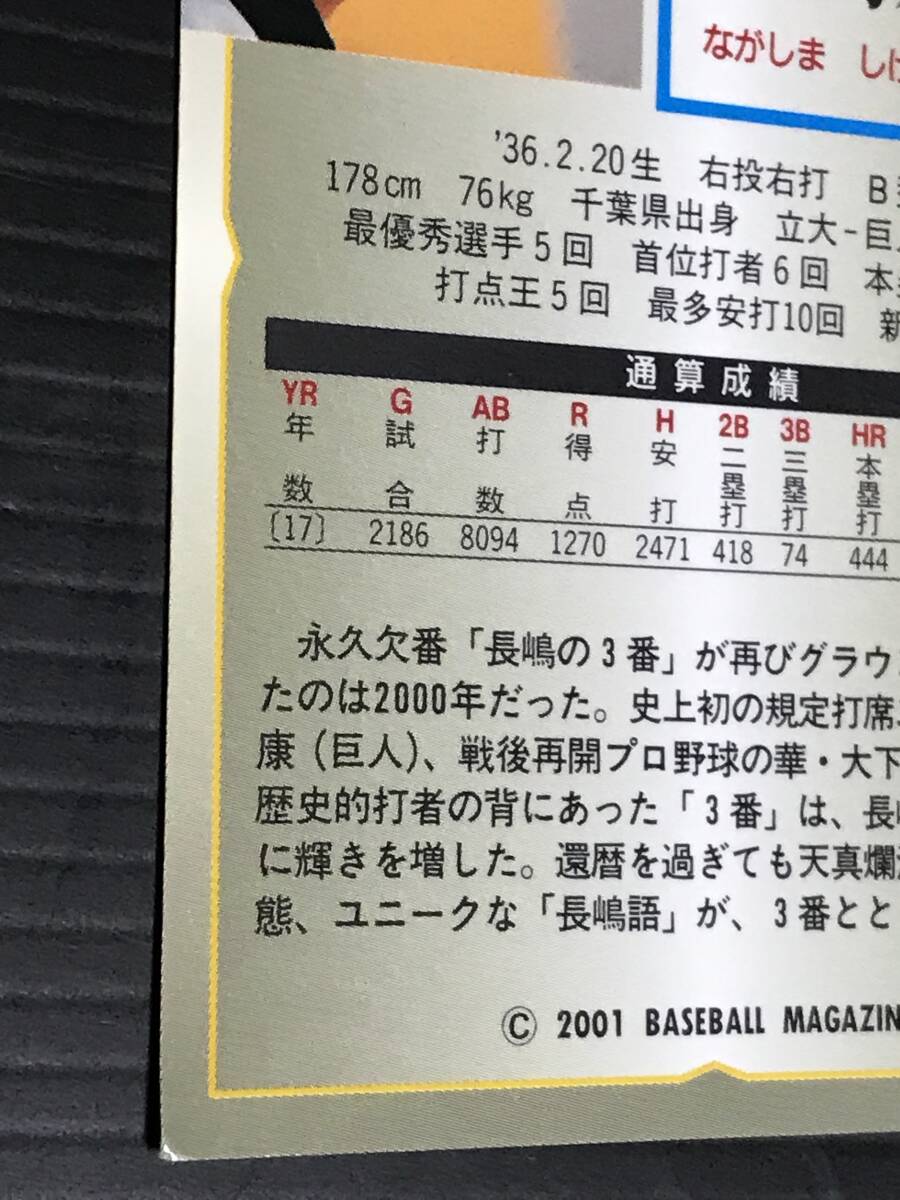 ながしま　し
'36.2.20生　右投右打　B
178cm　76kg　千葉県出身　立大-巨
最優秀選手5回　首位打者6回　本
打点王5回　最多安打10回　新
通算成績
YR G AB R H 2B 3B HR
年数 試合 打数 得点 安打 二塁打 三塁打 本塁打
〔17〕 2186 8094 1270 2471 418 74 444
永久欠番「長嶋の3番」が再びグラウ
たのは2000年だった。史上初の規定打席
康（巨人）、戦後再開プロ野球の華・大下
歴史的打者の背にあった「3番」は、長
に輝きを増した。還暦を過ぎても天真爛
態、ユニークな「長嶋語」が、3番とと
© 2001 BASEBALL MAGAZIN